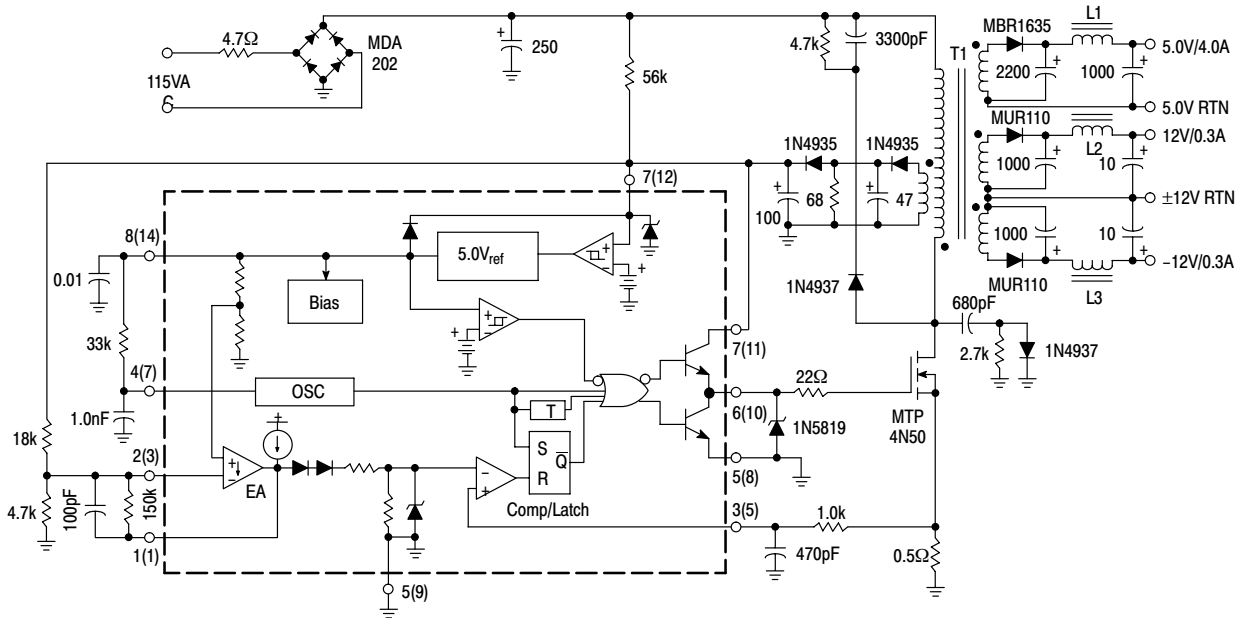 4.7Ω
MDA
202
115VA
+
250
56k
4.7k
3300pF
T1
MBR1635
L1
5.0V/4.0A
+
2200
1000
+
5.0V RTN
MUR110
L2
12V/0.3A
+
1000
10
+
±12V RTN
1000
+
10
+
MUR110
L3
–12V/0.3A
1N4935
1N4935
+
100
68
+
47
7(12)
8(14)
0.01
5.0Vref
+
–
+
Bias
+
–
+
33k
4(7)
1.0nF
OSC
T
S
R
Q
Comp/Latch
7(11)
6(10)
22Ω
1N5819
5(8)
1N4937
680pF
2.7k
1N4937
MTP
4N50
18k
2(3)
4.7k
100pF
150k
1(1)
+
–
EA
+
–
+
3(5)
1.0k
470pF
0.5Ω
5(9)